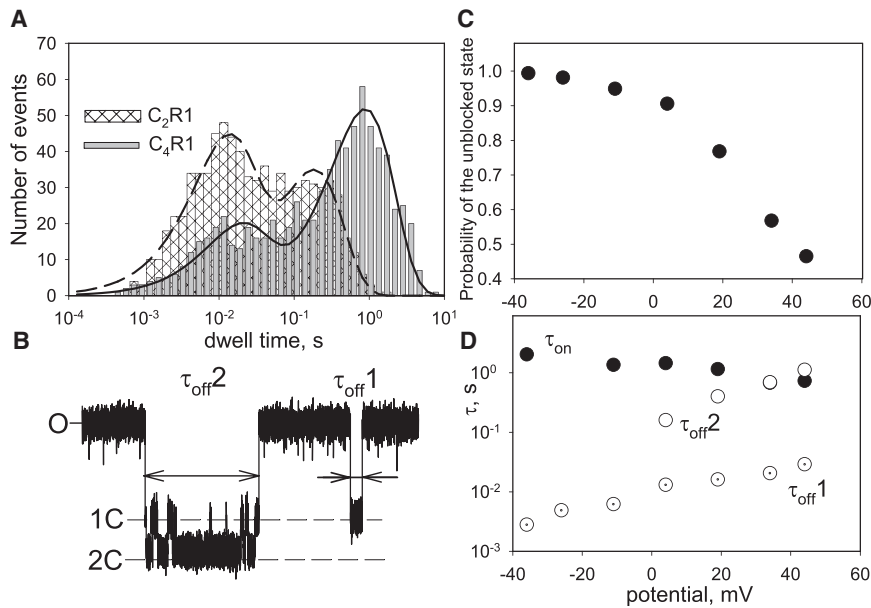 A
Number of events
70
60
50
40
30
20
10
0
C₂R1
C₄R1
10⁻⁴ 10⁻³ 10⁻² 10⁻¹ 10⁰ 10¹
dwell time, s
B
τoff2 τoff1
O
1C
2C
C
Probability of the unblocked state
1.0
0.9
0.8
0.7
0.6
0.5
0.4
-40 -20 0 20 40 60
D
τ, s
10⁰
10⁻¹
10⁻²
10⁻³
τon
τoff2
τoff1
-40 -20 0 20 40 60
potential, mV